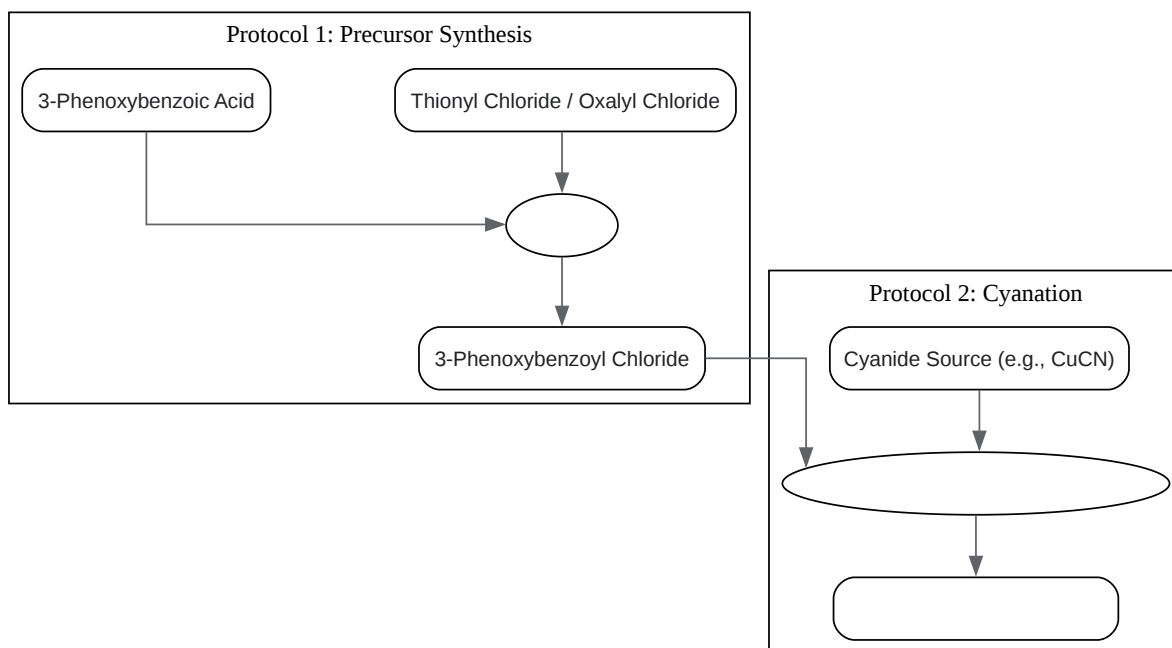 Protocol 1: Precursor Synthesis
3-Phenoxybenzoic Acid
Thionyl Chloride / Oxalyl Chloride
3-Phenoxybenzoyl Chloride
Protocol 2: Cyanation
Cyanide Source (e.g., CuCN)